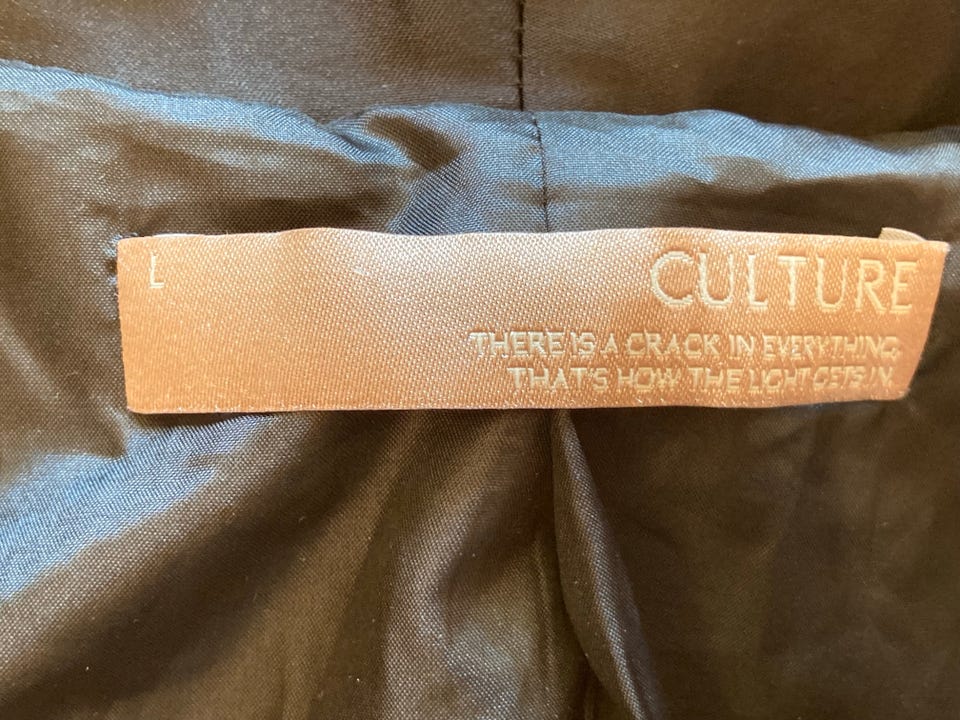 L
CULTURE
THERE IS A CRACK IN EVERYTHING,
THAT'S HOW THE LIGHT GETS IN.